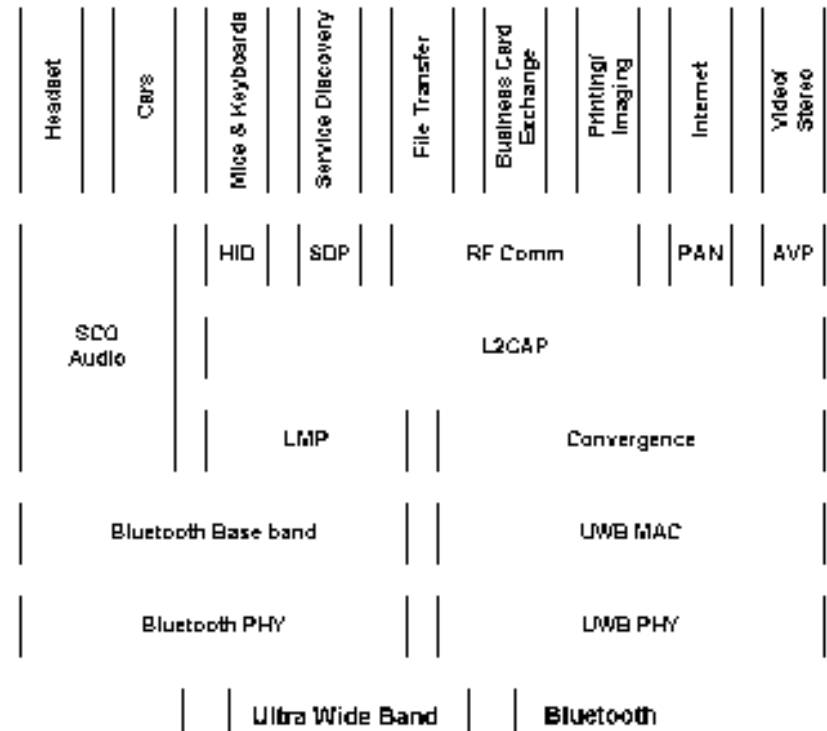 Headset
Cars
Mice & Keyboards
Service Discovery
File Transfer
Business Card
Exchange
Printing/
Imaging
Internet
Video/
Stereo
HID
SDP
RF Comm
PAN
AVP
SCO
Audio
L2CAP
LMP
Convergence
Bluetooth Base band
UWB MAC
Bluetooth PHY
UWB PHY
Ultra Wide Band
Bluetooth